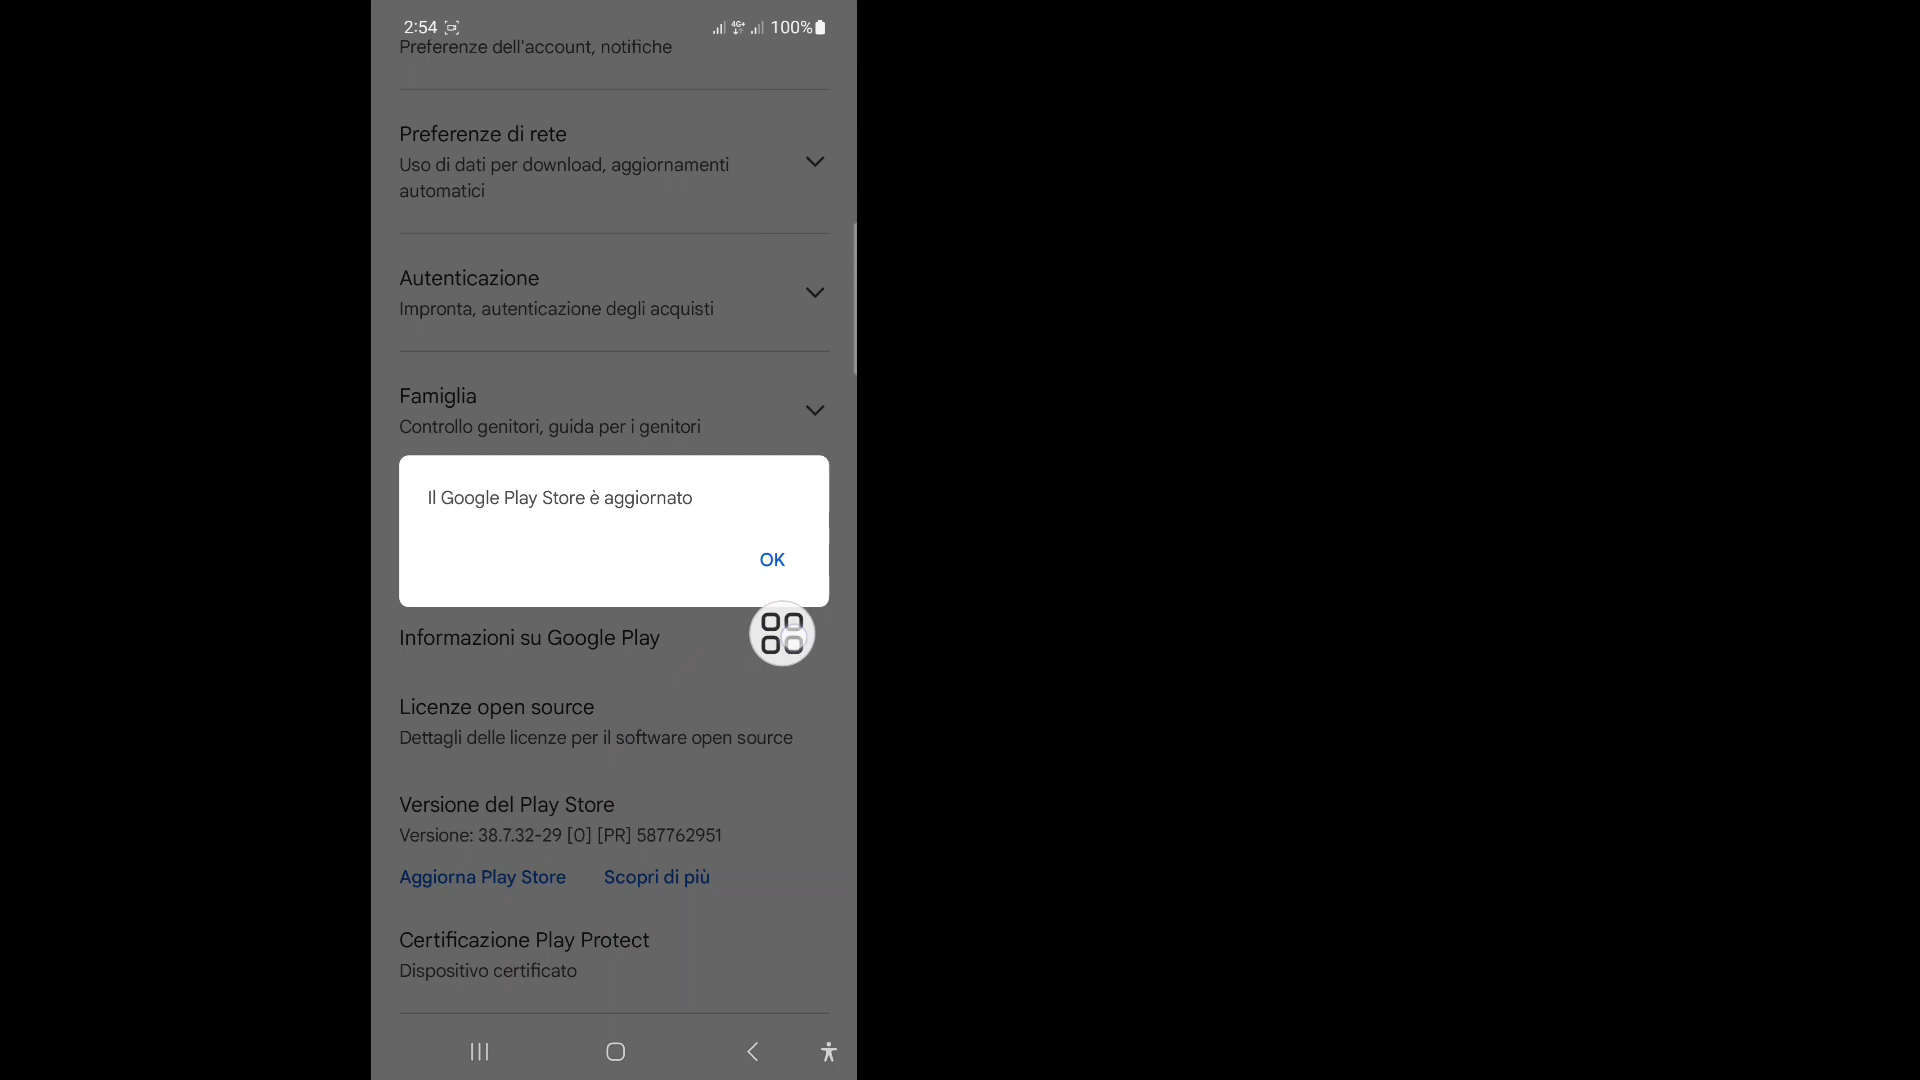 2:54 4G+ 100%
Preferenze dell'account, notifiche
Preferenze di rete
Uso di dati per download, aggiornamenti
automatici
Autenticazione
Impronta, autenticazione degli acquisti
Famiglia
Controllo genitori, guida per i genitori
Il Google Play Store è aggiornato
OK
Informazioni su Google Play
Licenze open source
Dettagli delle licenze per il software open source
Versione del Play Store
Versione: 38.7.32-29 [0] [PR] 587762951
Aggiorna Play Store Scopri di più
Certificazione Play Protect
Dispositivo certificato